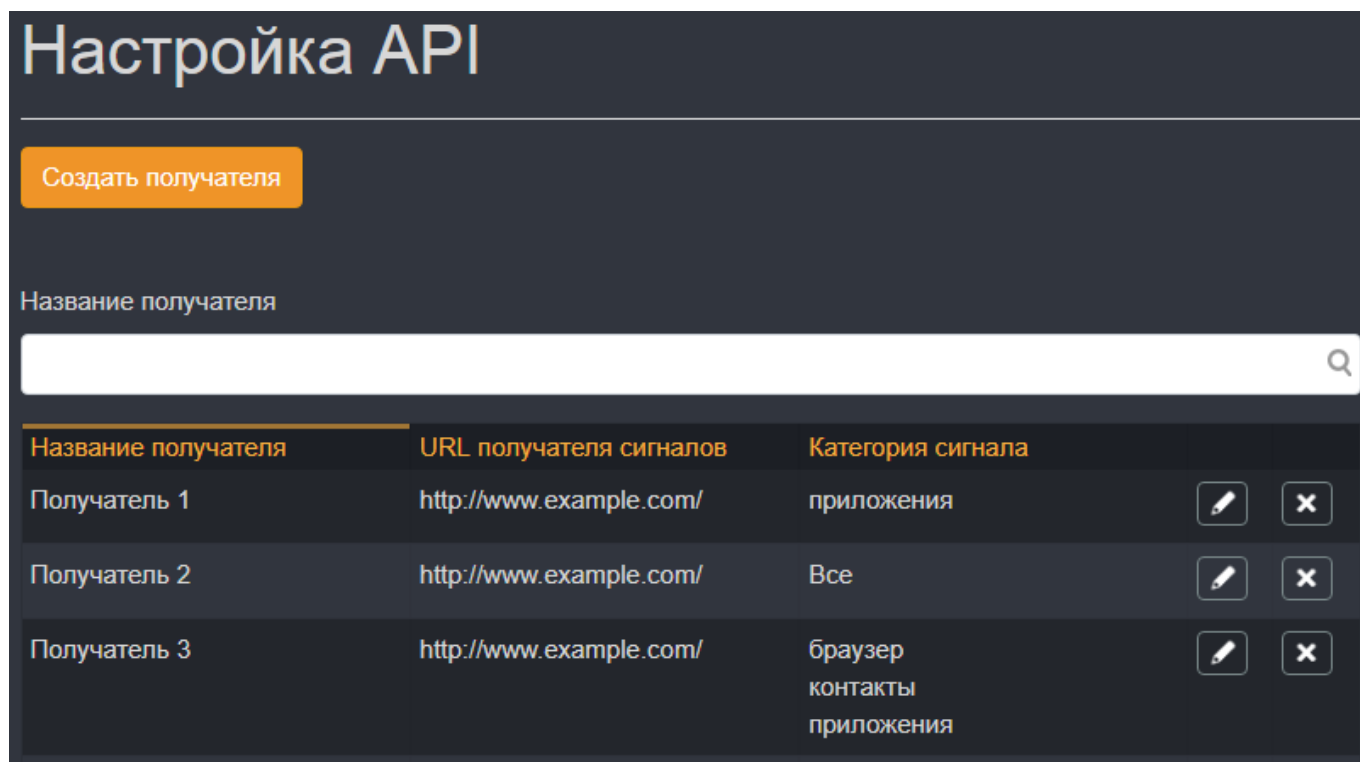 Настройка API
Создать получателя
Название получателя
Название получателя URL получателя сигналов Категория сигнала
Получатель 1 http://www.example.com/ приложения
Получатель 2 http://www.example.com/ Все
Получатель 3 http://www.example.com/ браузер
контакты
приложения